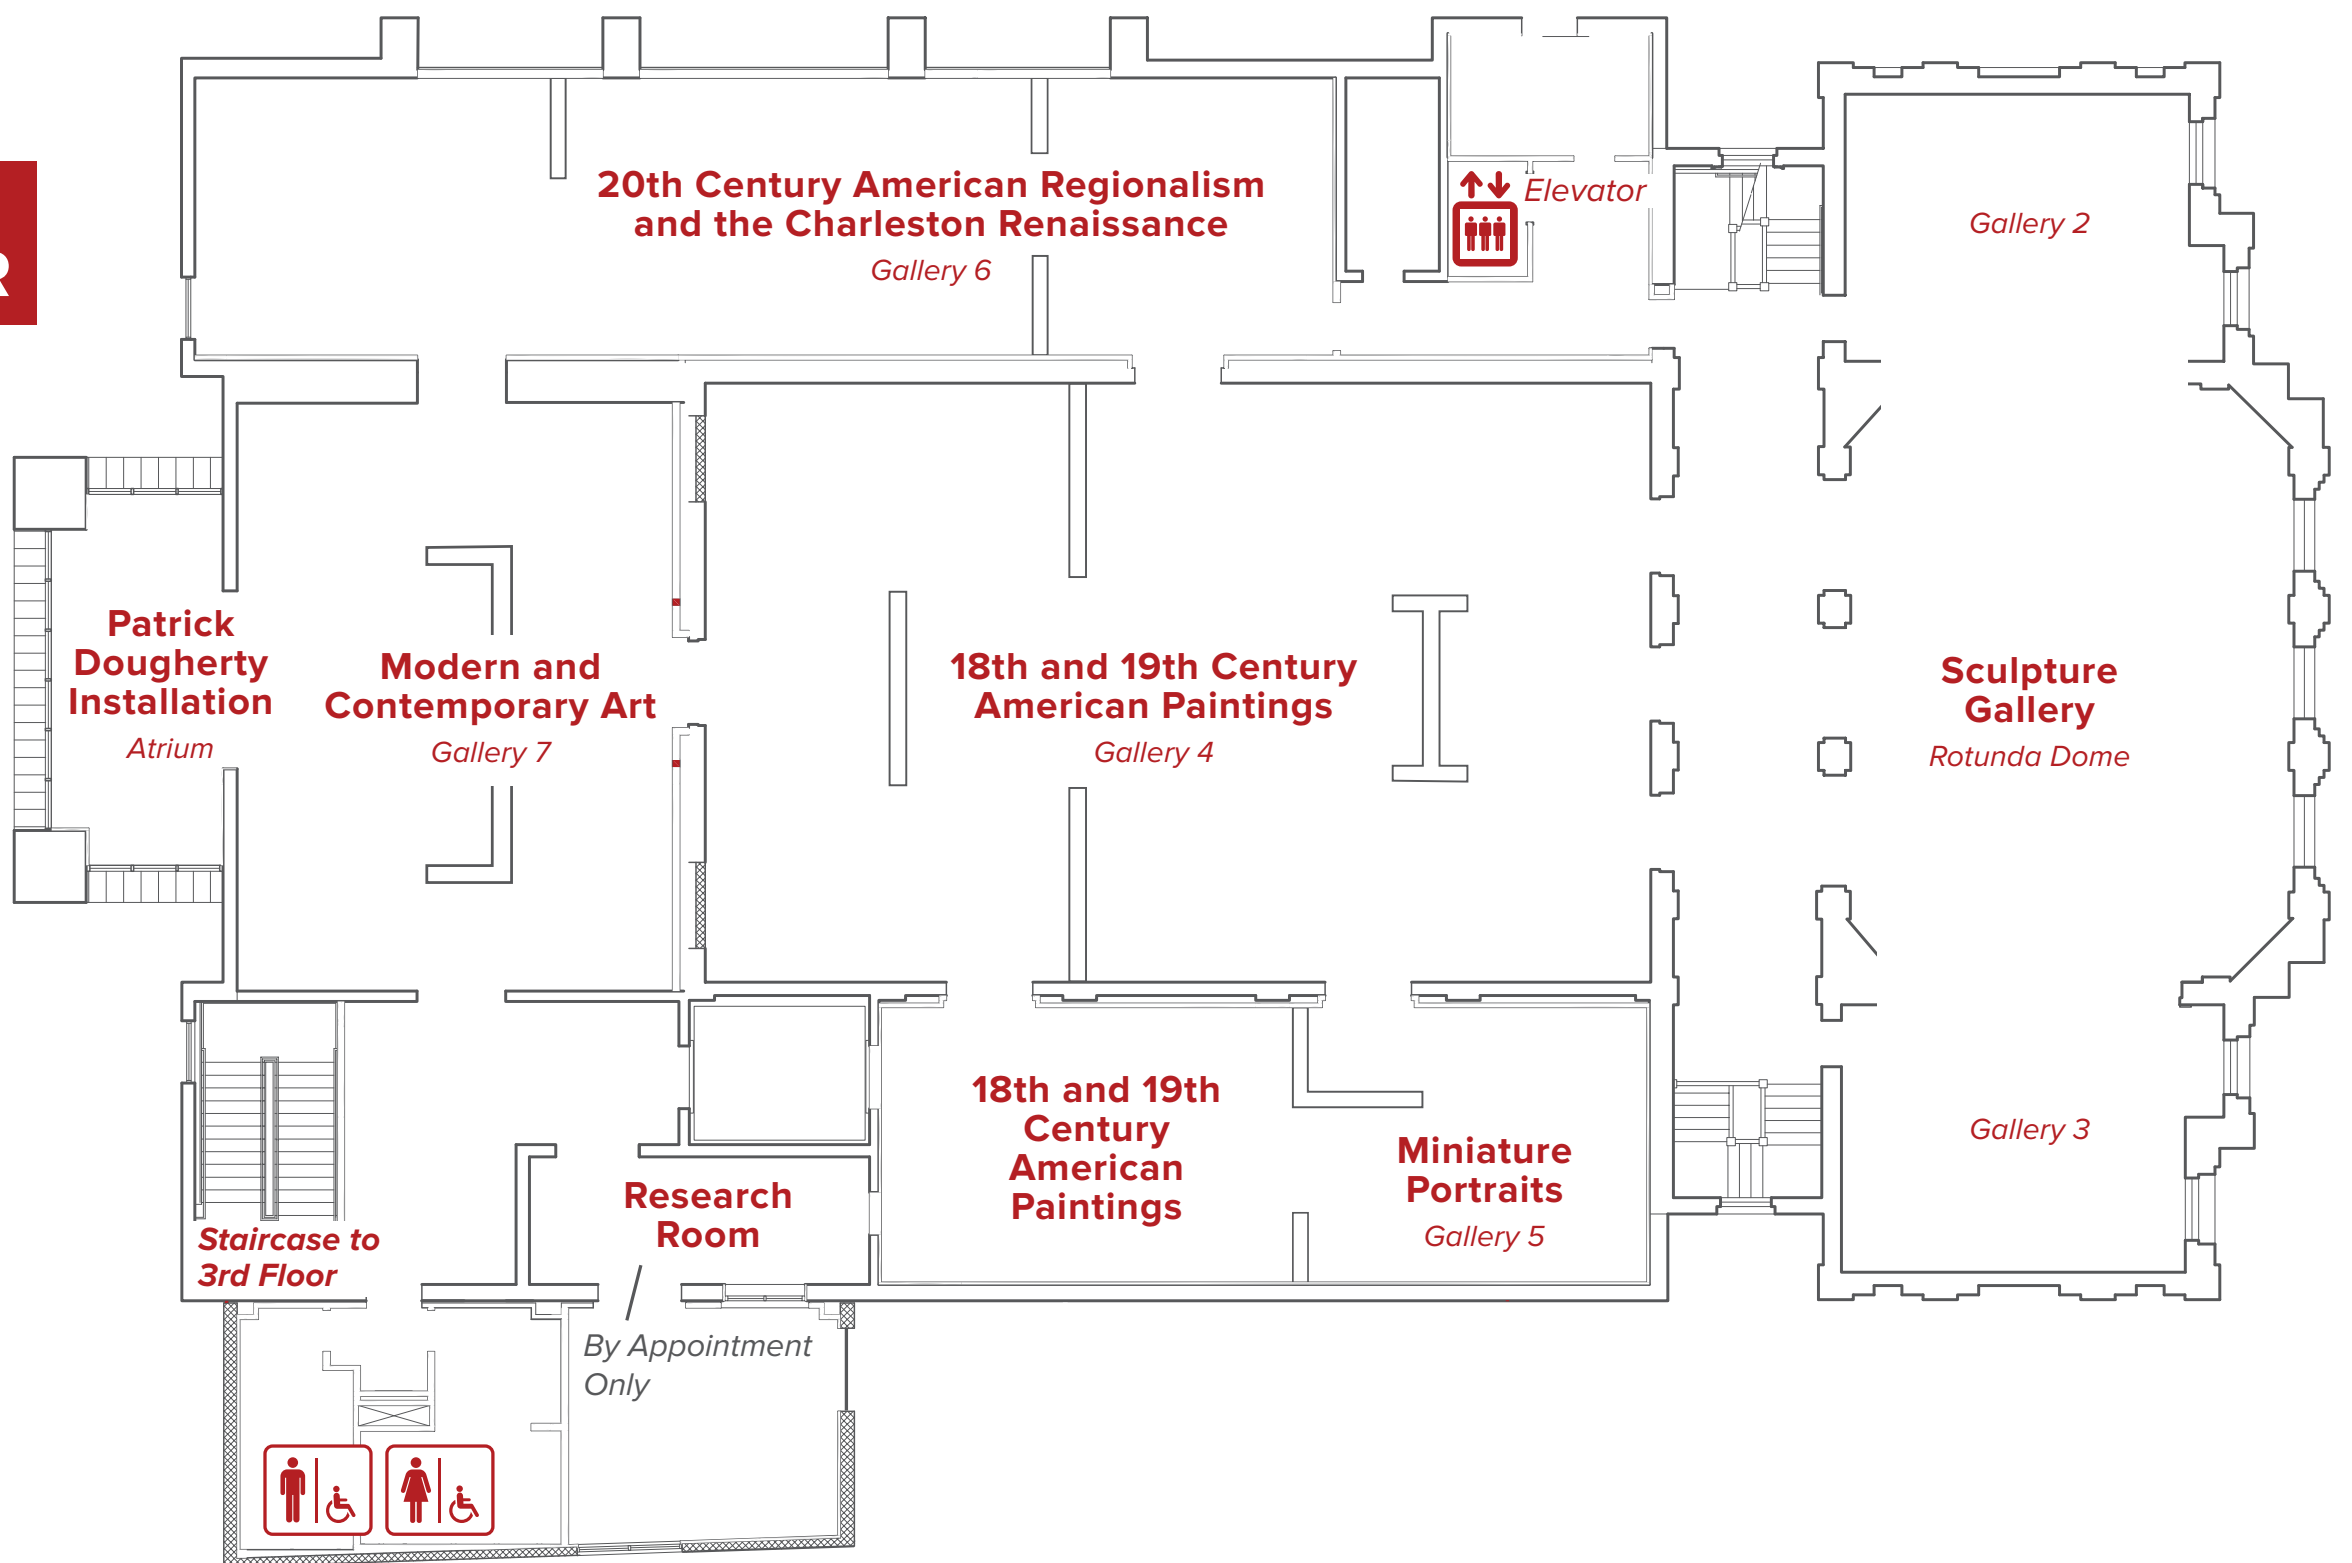 R
20th Century American Regionalism
and the Charleston Renaissance
Gallery 6
Elevator
Gallery 2
Patrick
Dougherty
Installation
Atrium
Modern and
Contemporary Art
Gallery 7
18th and 19th Century
American Paintings
Gallery 4
Sculpture
Gallery
Rotunda Dome
18th and 19th
Century
American
Paintings
Miniature
Portraits
Gallery 5
Gallery 3
Research
Room
Staircase to
3rd Floor
By Appointment
Only